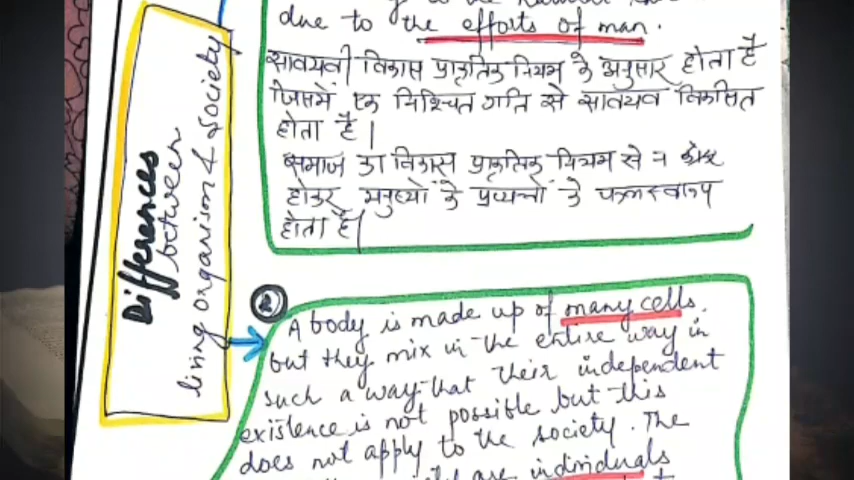 Differences
between
living organism & society
due to the efforts of man.
सावयवी विकास प्राकृतिक नियम के अनुसार होता है
जिसमें एक निश्चित गति से सावयव विकसित
होता है|
समाज का विकास प्राकृतिक नियम से न
होकर मनुष्यों के प्रयत्नों के फलस्वरूप
होता है|
A body is made up of many cells.
but they mix in the entire way in
such a way that their independent
existence is not possible but this
does not apply to the society. The
are individuals